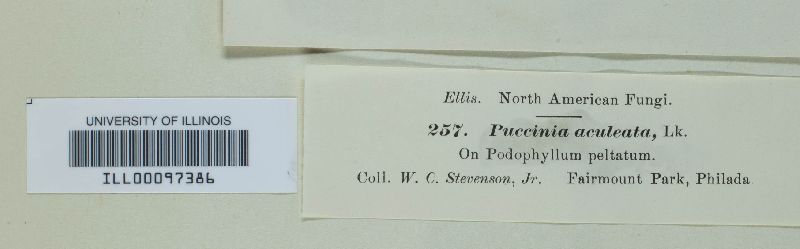 UNIVERSITY OF ILLINOIS
ILL00097386
Ellis. North American Fungi.
257. Puccinia aculeata, Lk.
On Podophyllum peltatum.
Coll. W. C. Stevenson, Jr. Fairmount Park, Philada